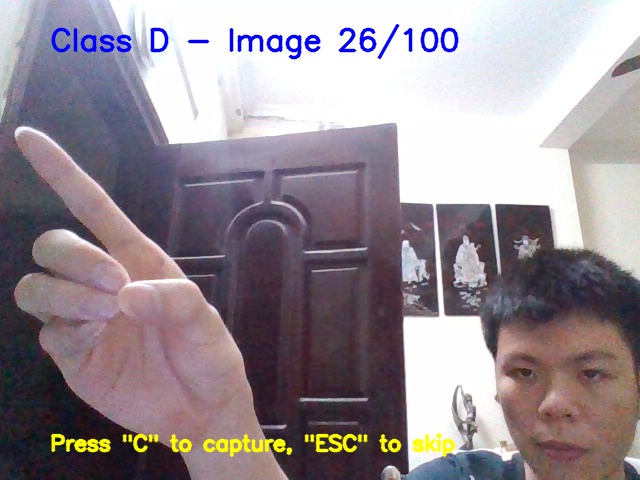 Class D - Image 26/100
Press "C" to capture, "ESC" to skip